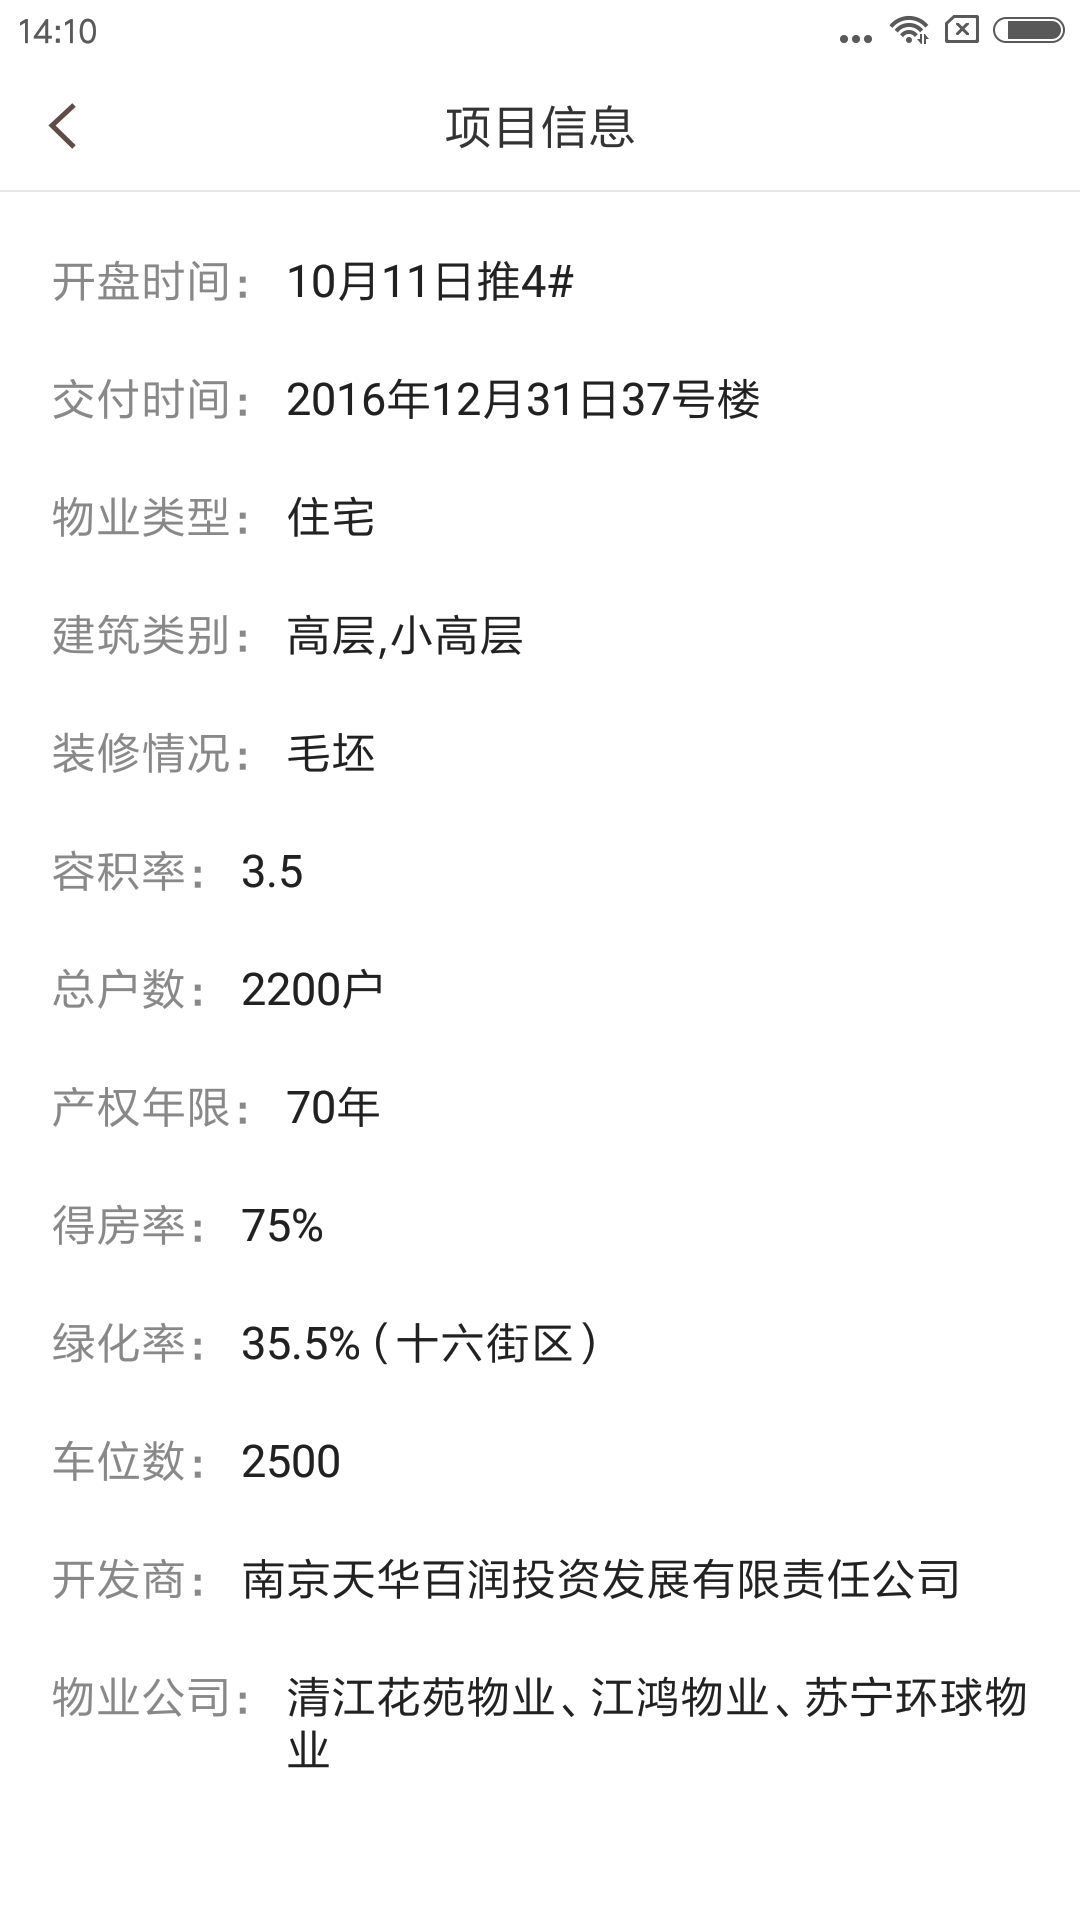 14:10
项目信息
开盘时间： 10月11日推4#
交付时间： 2016年12月31日37号楼
物业类型： 住宅
建筑类别： 高层,小高层
装修情况： 毛坯
容积率： 3.5
总户数： 2200户
产权年限： 70年
得房率： 75%
绿化率： 35.5%（十六街区）
车位数： 2500
开发商： 南京天华百润投资发展有限责任公司
物业公司： 清江花苑物业、江鸿物业、苏宁环球物
业